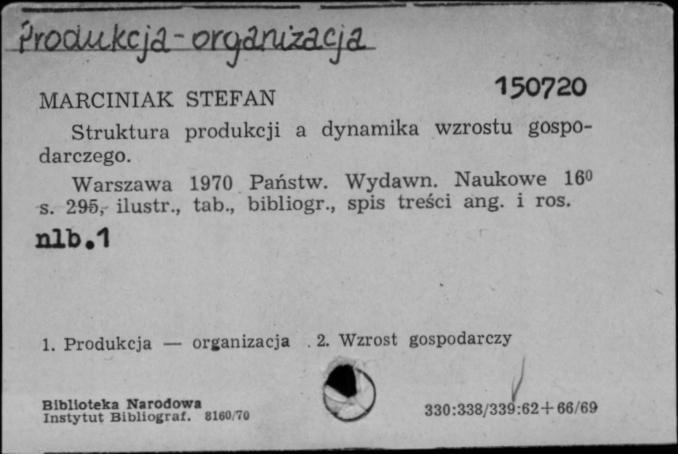 Produkcja - organizacja
150720
MARCINIAK STEFAN
Struktura produkcji a dynamika wzrostu gospo-
darczego.
Warszawa 1970 Państw. Wydawn. Naukowe 16⁰
s. 295, ilustr., tab., bibliogr., spis treści ang. i ros.
nlb.1
1. Produkcja — organizacja . 2. Wzrost gospodarczy
Biblioteka Narodowa
Instytut Bibliograf. 8160/70
330:338/339:62+66/69